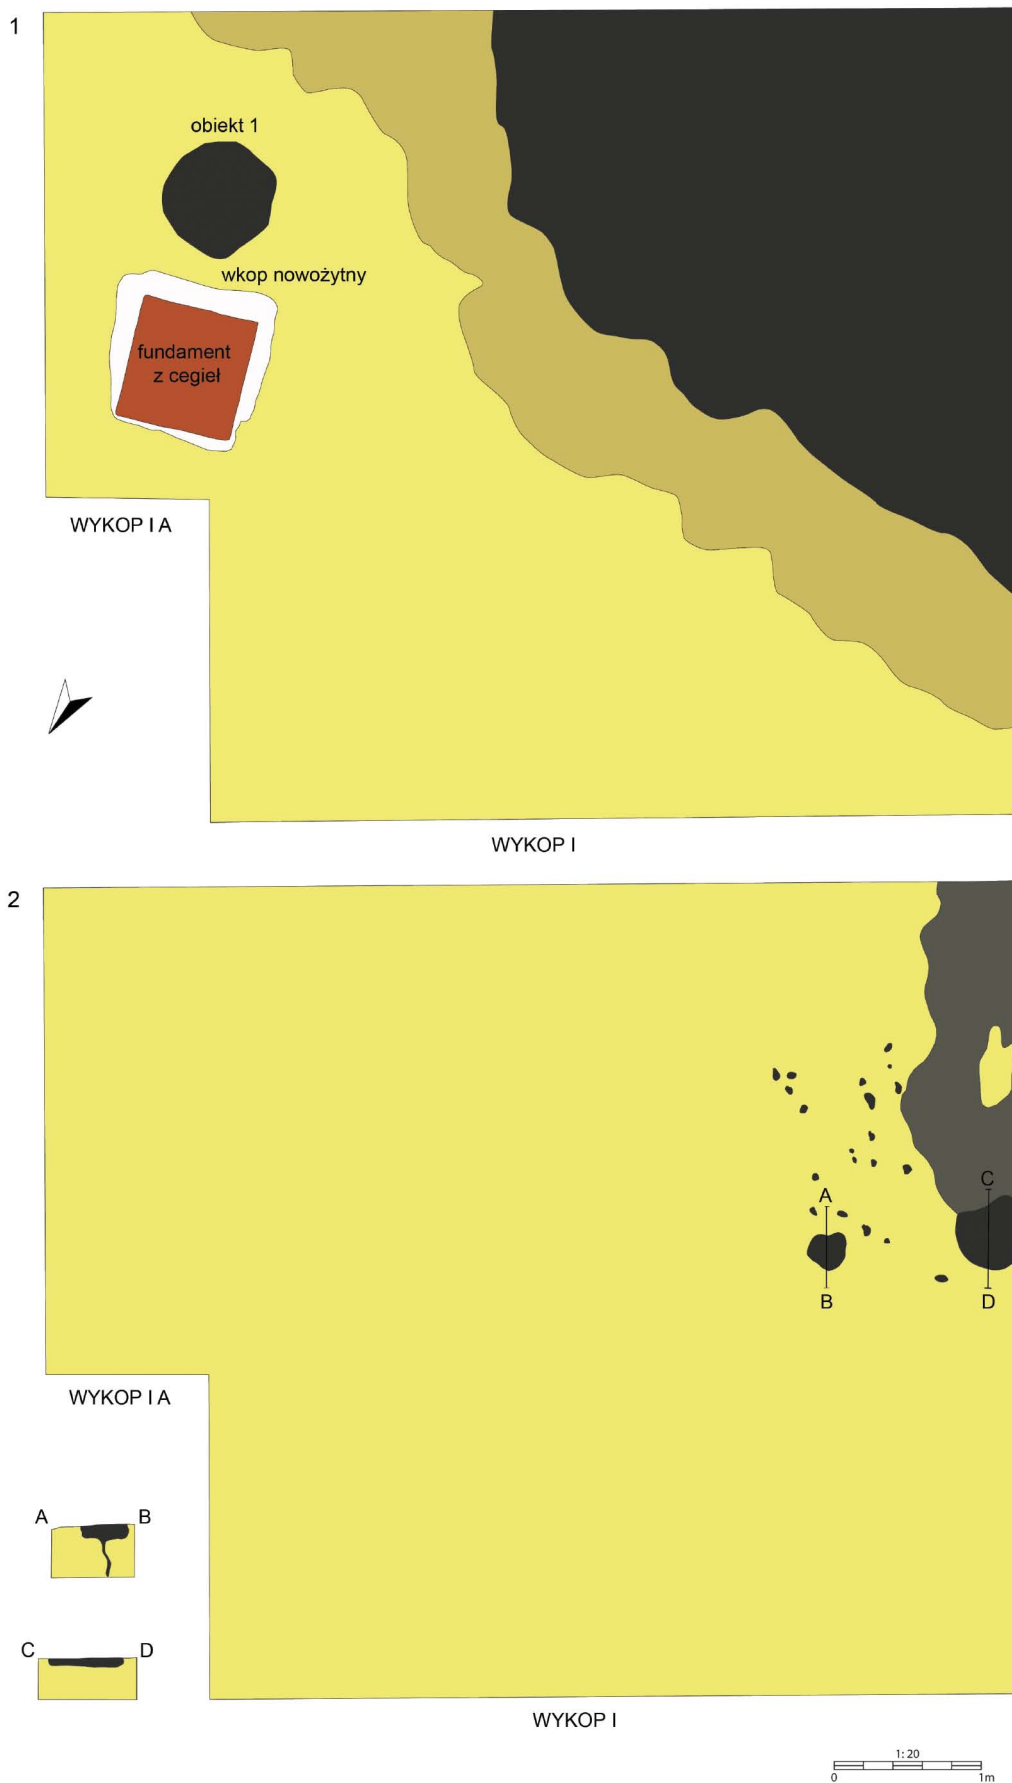 1
obiekt 1
wkop nowożytny
fundament
z cegieł
WYKOP I A
WYKOP I
2
C
A
B
D
WYKOP I A
A B
C D
WYKOP I
1: 20
0 1m